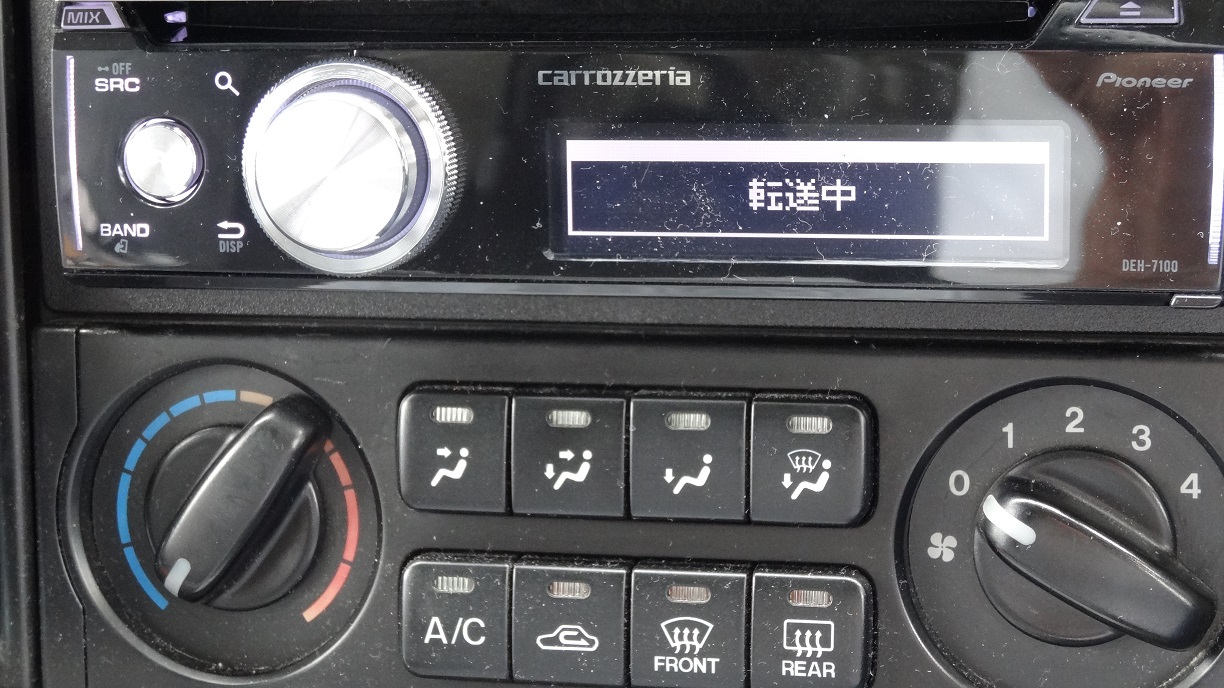 MIX
OFF
SRC
carrozzeria
Pioneer
転送中
BAND
DISP
DEH-7100
0 1 2 3 4
A/C
FRONT
REAR